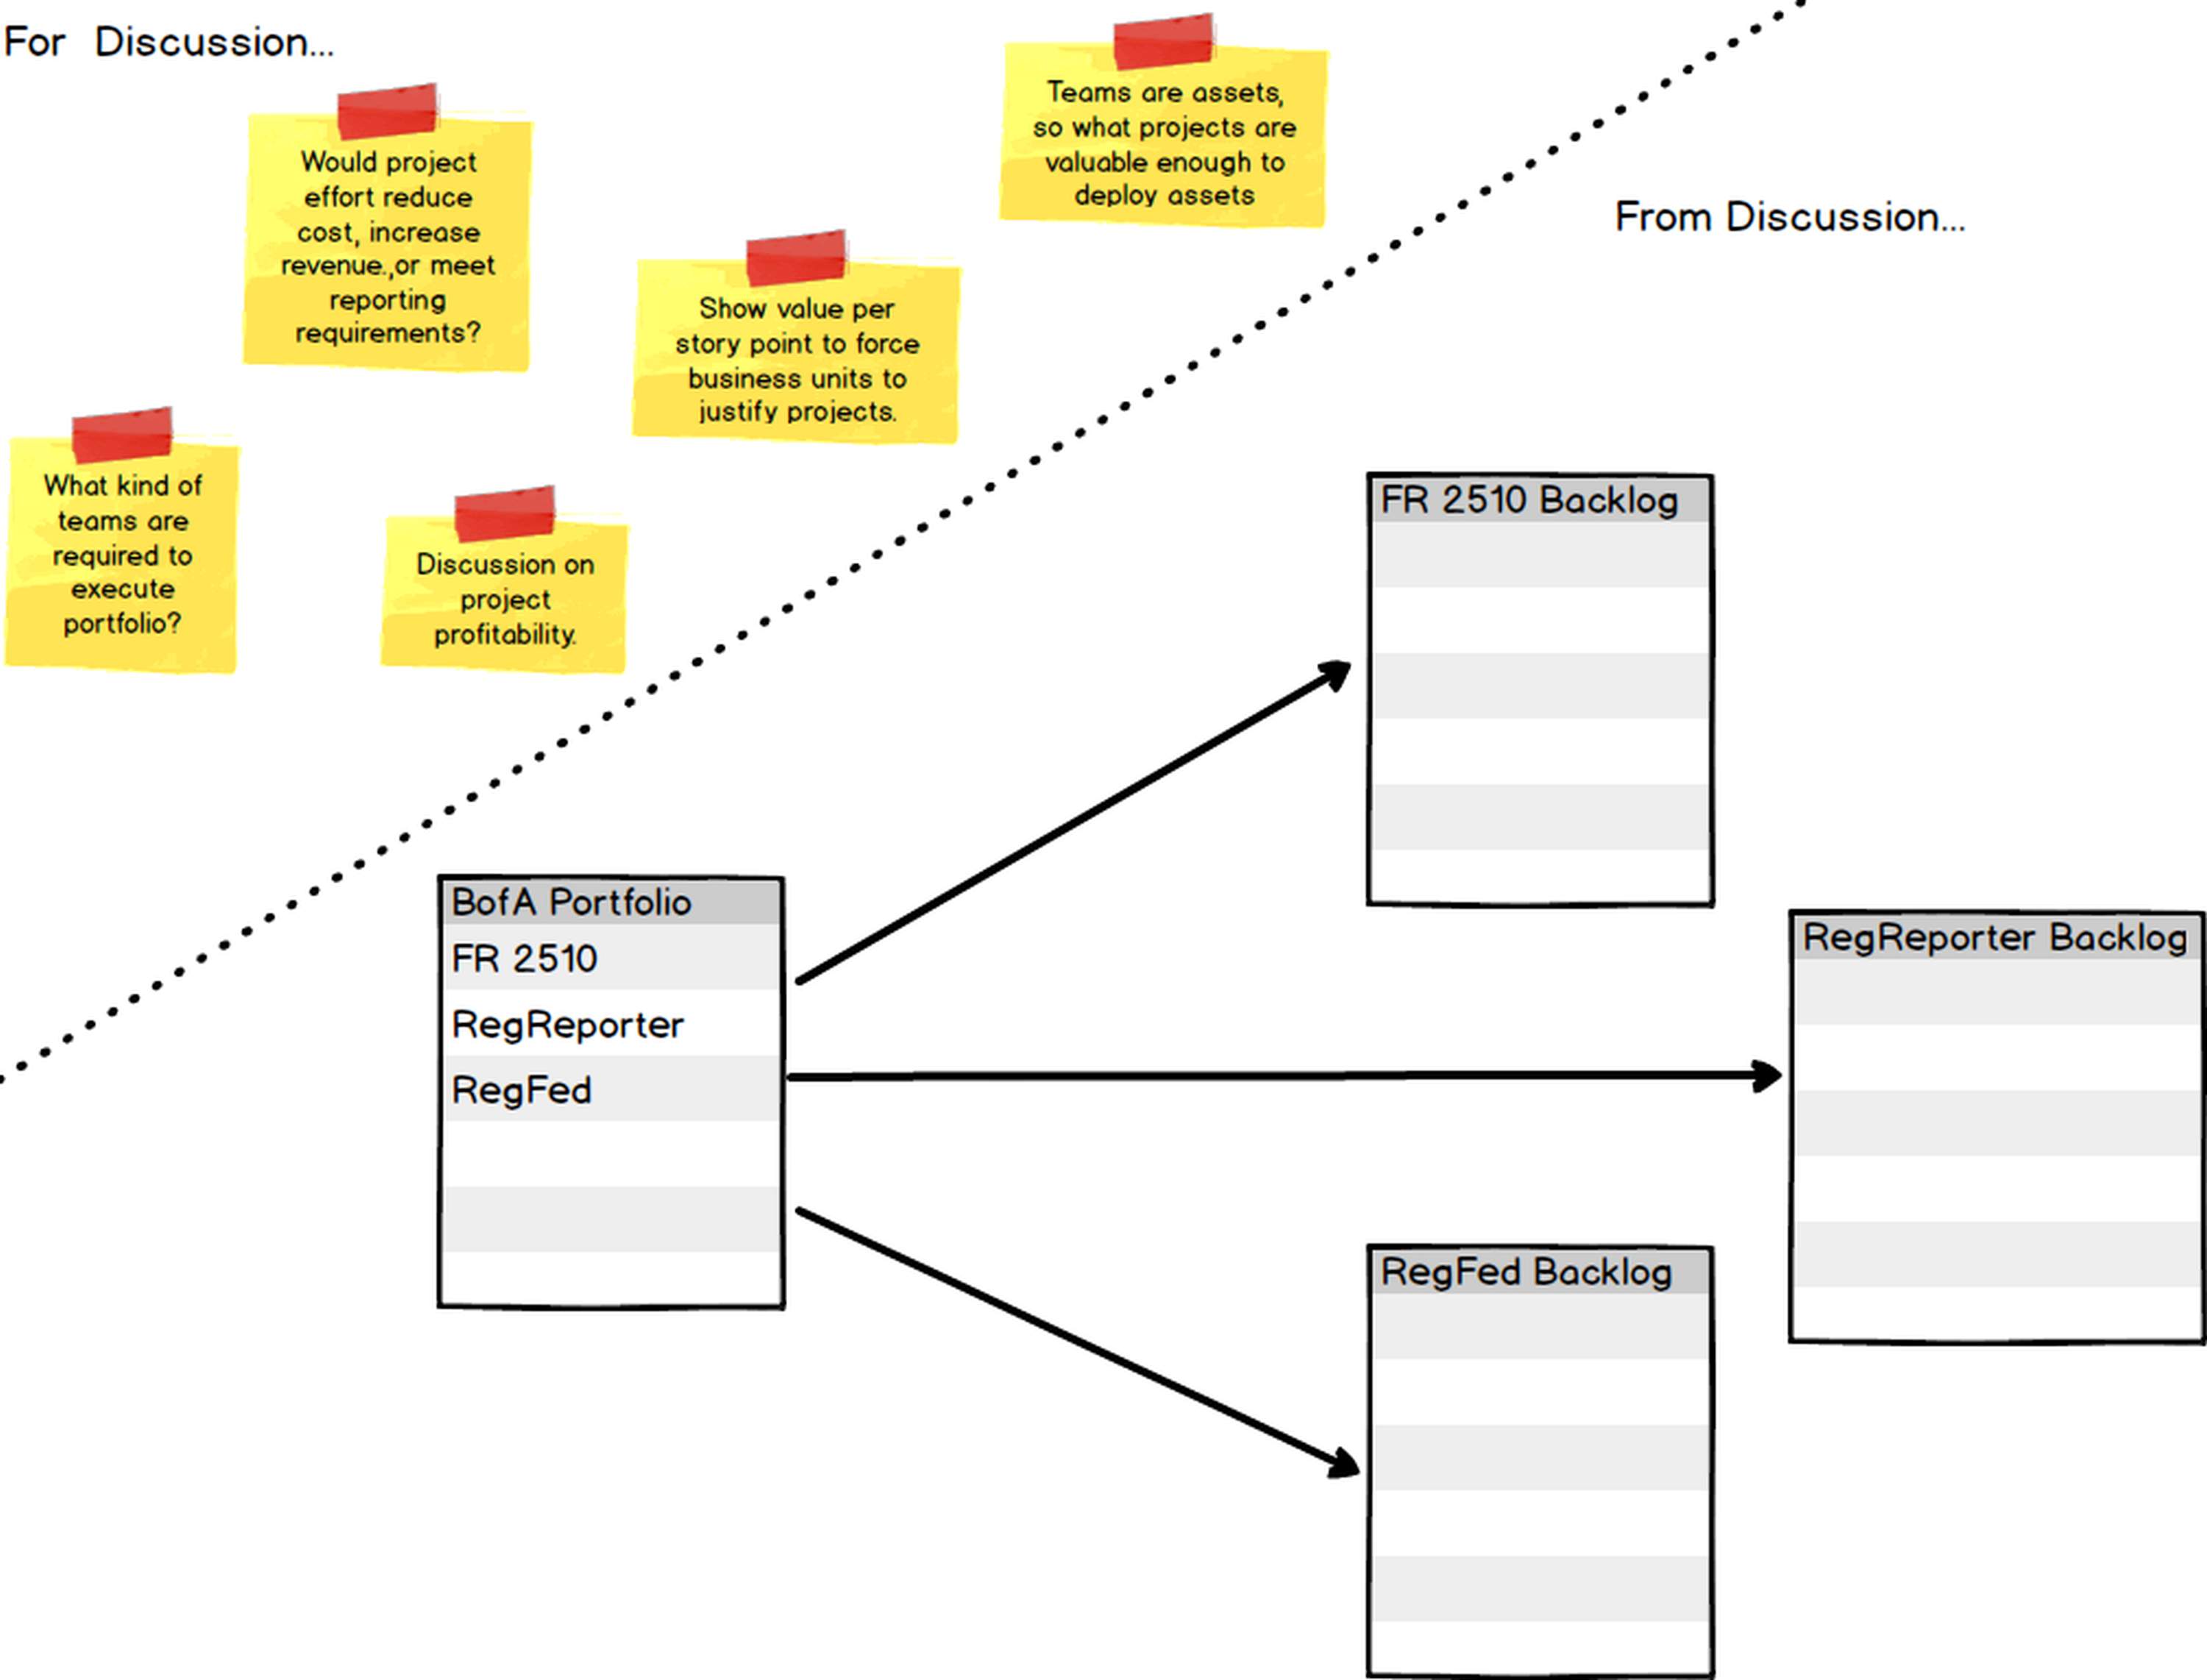 For Discussion...
Teams are assets,
so what projects are
valuable enough to
deploy assets
Would project
effort reduce
cost, increase
revenue.,or meet
reporting
requirements?
From Discussion...
Show value per
story point to force
business units to
justify projects.
What kind of
teams are
required to
execute
portfolio?
Discussion on
project
profitability.
FR 2510 Backlog
BofA Portfolio
FR 2510
RegReporter
RegFed
RegReporter Backlog
RegFed Backlog